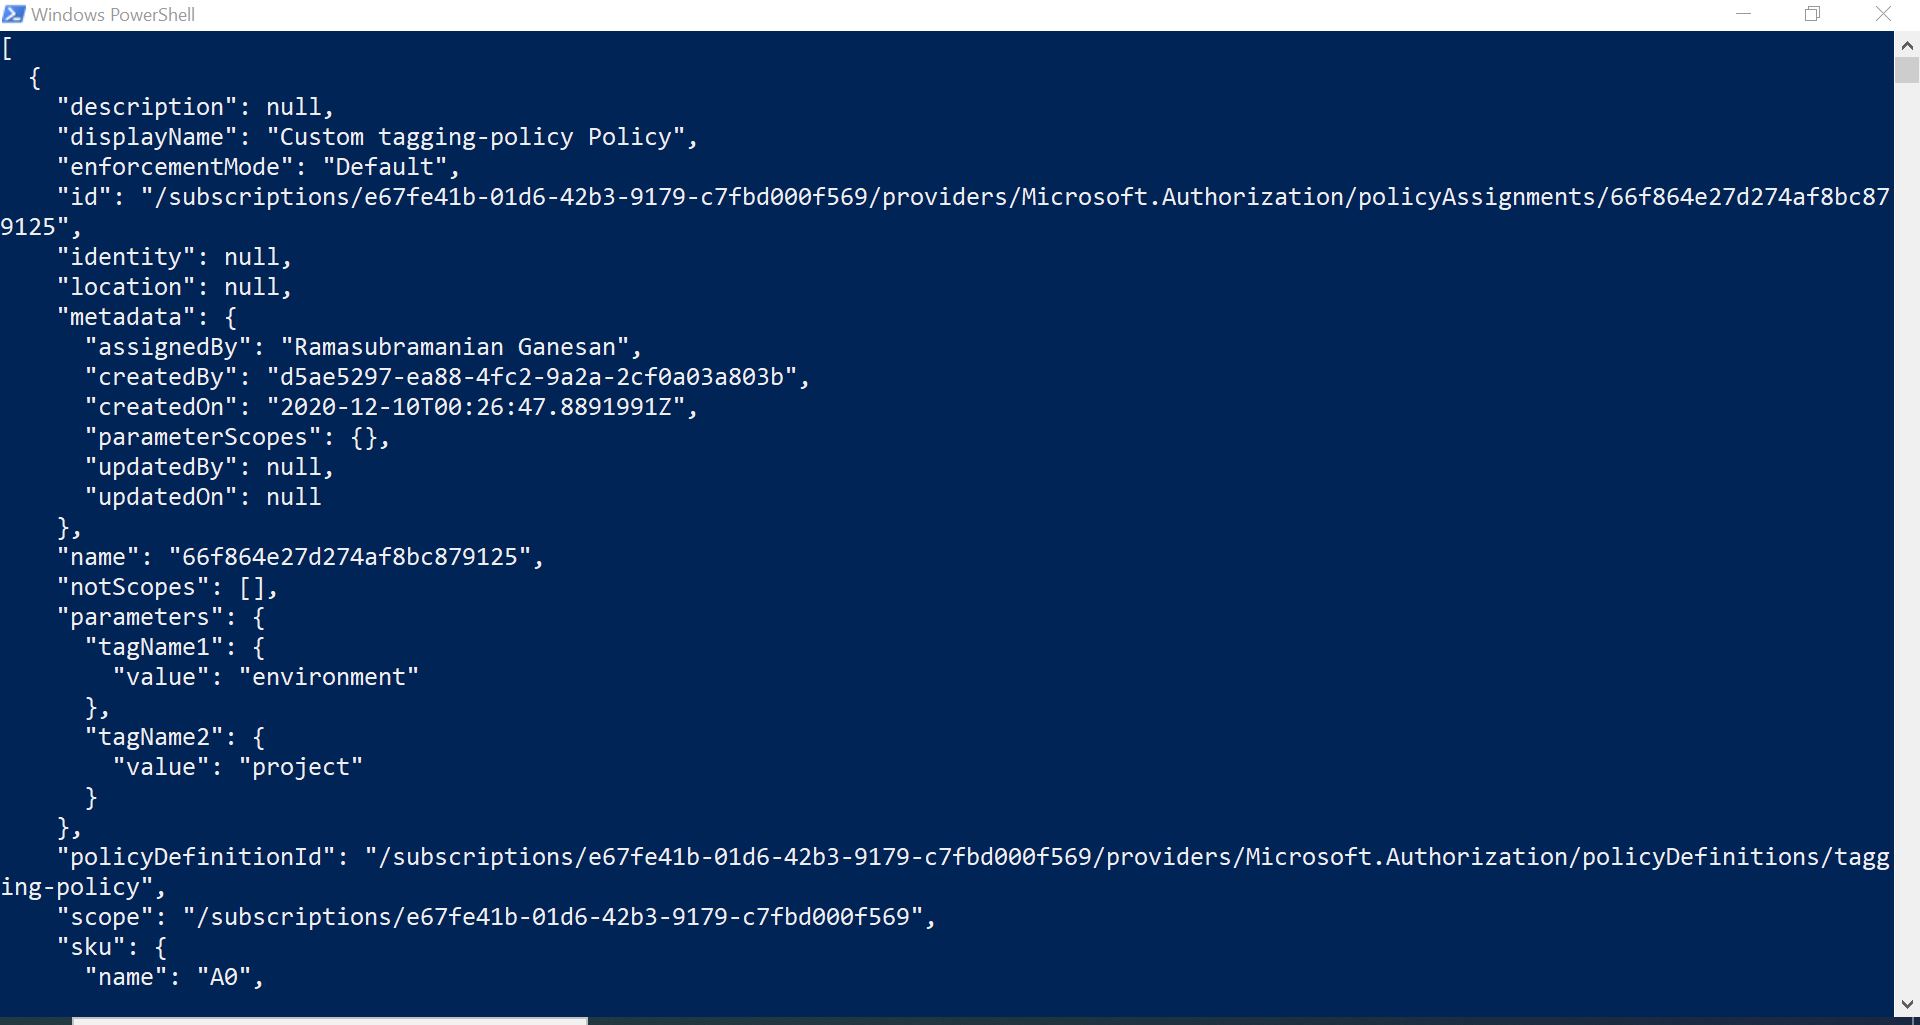 Windows PowerShell
[
  {
    "description": null,
    "displayName": "Custom tagging-policy Policy",
    "enforcementMode": "Default",
    "id": "/subscriptions/e67fe41b-01d6-42b3-9179-c7fbd000f569/providers/Microsoft.Authorization/policyAssignments/66f864e27d274af8bc87
9125",
    "identity": null,
    "location": null,
    "metadata": {
      "assignedBy": "Ramasubramanian Ganesan",
      "createdBy": "d5ae5297-ea88-4fc2-9a2a-2cf0a03a803b",
      "createdOn": "2020-12-10T00:26:47.8891991Z",
      "parameterScopes": {},
      "updatedBy": null,
      "updatedOn": null
    },
    "name": "66f864e27d274af8bc879125",
    "notScopes": [],
    "parameters": {
      "tagName1": {
        "value": "environment"
      },
      "tagName2": {
        "value": "project"
      }
    },
    "policyDefinitionId": "/subscriptions/e67fe41b-01d6-42b3-9179-c7fbd000f569/providers/Microsoft.Authorization/policyDefinitions/tagg
ing-policy",
    "scope": "/subscriptions/e67fe41b-01d6-42b3-9179-c7fbd000f569",
    "sku": {
      "name": "A0",